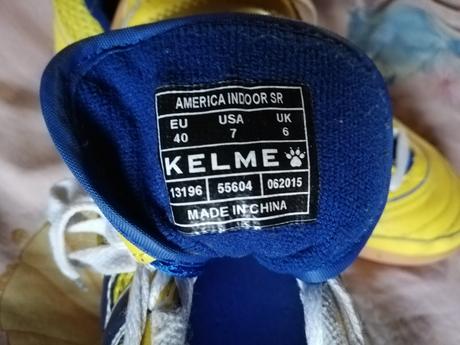 AMERICA INDOOR SR
EU USA UK
40 7 6
KELME
13196 55604 062015
MADE IN CHINA